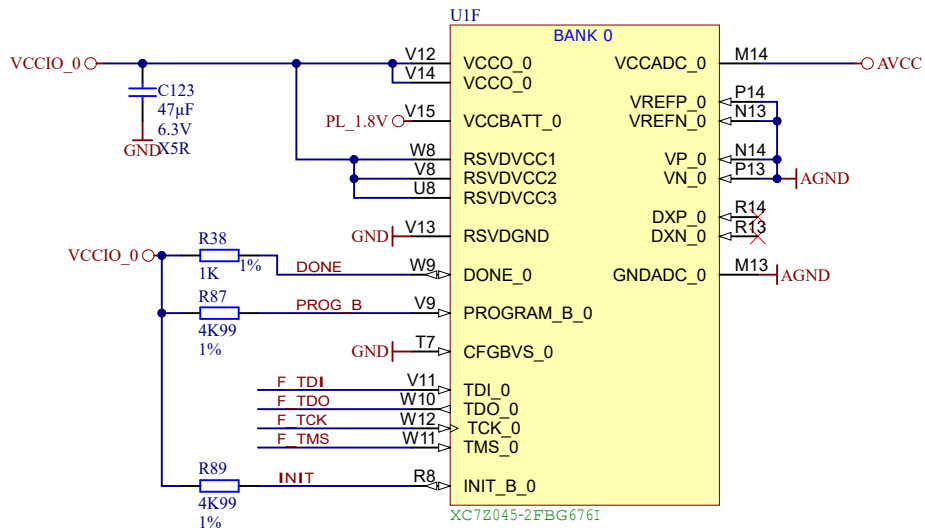 U1F
BANK 0
VCCIO_0
V12
VCCO_0
VCCADC_0
M14
AVCC
V14
VCCO_0
C123
47µF
6.3V
X5R
GND
P14
VREFP_0
PL_1.8V
V15
VCCBATT_0
VREFN_0
N13
W8
RSVDVCC1
VP_0
N14
V8
RSVDVCC2
VN_0
P13
AGND
U8
RSVDVCC3
DXP_0
R14
GND
V13
RSVDGND
DXN_0
R13
VCCIO_0
R38
1K
1%
DONE
W9
DONE_0
GNDADC_0
M13
AGND
R87
4K99
1%
PROG_B
V9
PROGRAM_B_0
GND
T7
CFGBVS_0
F_TDI
V11
TDI_0
F_TDO
W10
TDO_0
F_TCK
W12
TCK_0
F_TMS
W11
TMS_0
R89
4K99
1%
INIT
R8
INIT_B_0
XC7Z045-2FBG676I